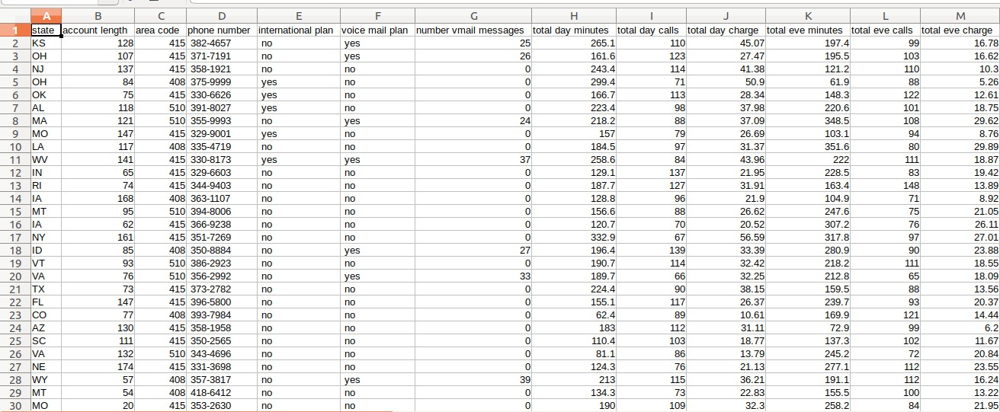 A B C D E F G H I J K L M
1 state account length area code phone number international plan voice mail plan number vmail messages total day minutes total day calls total day charge total eve minutes total eve calls total eve charge
2 KS 128 415 382-4657 no yes 25 265.1 110 45.07 197.4 99 16.78
3 OH 107 415 371-7191 no yes 26 161.6 123 27.47 195.5 103 16.62
4 NJ 137 415 358-1921 no no 0 243.4 114 41.38 121.2 110 10.3
5 OH 84 408 375-9999 yes no 0 299.4 71 50.9 61.9 88 5.26
6 OK 75 415 330-6626 yes no 0 166.7 113 28.34 148.3 122 12.61
7 AL 118 510 391-8027 yes no 0 223.4 98 37.98 220.6 101 18.75
8 MA 121 510 355-9993 no yes 24 218.2 88 37.09 348.5 108 29.62
9 MO 147 415 329-9001 yes no 0 157 79 26.69 103.1 94 8.76
10 LA 117 408 335-4719 no no 0 184.5 97 31.37 351.6 80 29.89
11 WV 141 415 330-8173 yes yes 37 258.6 84 43.96 222 111 18.87
12 IN 65 415 329-6603 no no 0 129.1 137 21.95 228.5 83 19.42
13 RI 74 415 344-9403 no no 0 187.7 127 31.91 163.4 148 13.89
14 IA 168 408 363-1107 no no 0 128.8 96 21.9 104.9 71 8.92
15 MT 95 510 394-8006 no no 0 156.6 88 26.62 247.6 75 21.05
16 IA 62 415 366-9238 no no 0 120.7 70 20.52 307.2 76 26.11
17 NY 161 415 351-7269 no no 0 332.9 67 56.59 317.8 97 27.01
18 ID 85 408 350-8884 no yes 27 196.4 139 33.39 280.9 90 23.88
19 VT 93 510 386-2923 no no 0 190.7 114 32.42 218.2 111 18.55
20 VA 76 510 356-2992 no yes 33 189.7 66 32.25 212.8 65 18.09
21 TX 73 415 373-2782 no no 0 224.4 90 38.15 159.5 88 13.56
22 FL 147 415 396-5800 no no 0 155.1 117 26.37 239.7 93 20.37
23 CO 77 408 393-7984 no no 0 62.4 89 10.61 169.9 121 14.44
24 AZ 130 415 358-1958 no no 0 183 112 31.11 72.9 99 6.2
25 SC 111 415 350-2565 no no 0 110.4 103 18.77 137.3 102 11.67
26 VA 132 510 343-4696 no no 0 81.1 86 13.79 245.2 72 20.84
27 NE 174 415 331-3698 no no 0 124.3 76 21.13 277.1 112 23.55
28 WY 57 408 357-3817 no yes 39 213 115 36.21 191.1 112 16.24
29 MT 54 408 418-6412 no no 0 134.3 73 22.83 155.5 100 13.22
30 MO 20 415 353-2630 no no 0 190 109 32.3 258.2 84 21.95